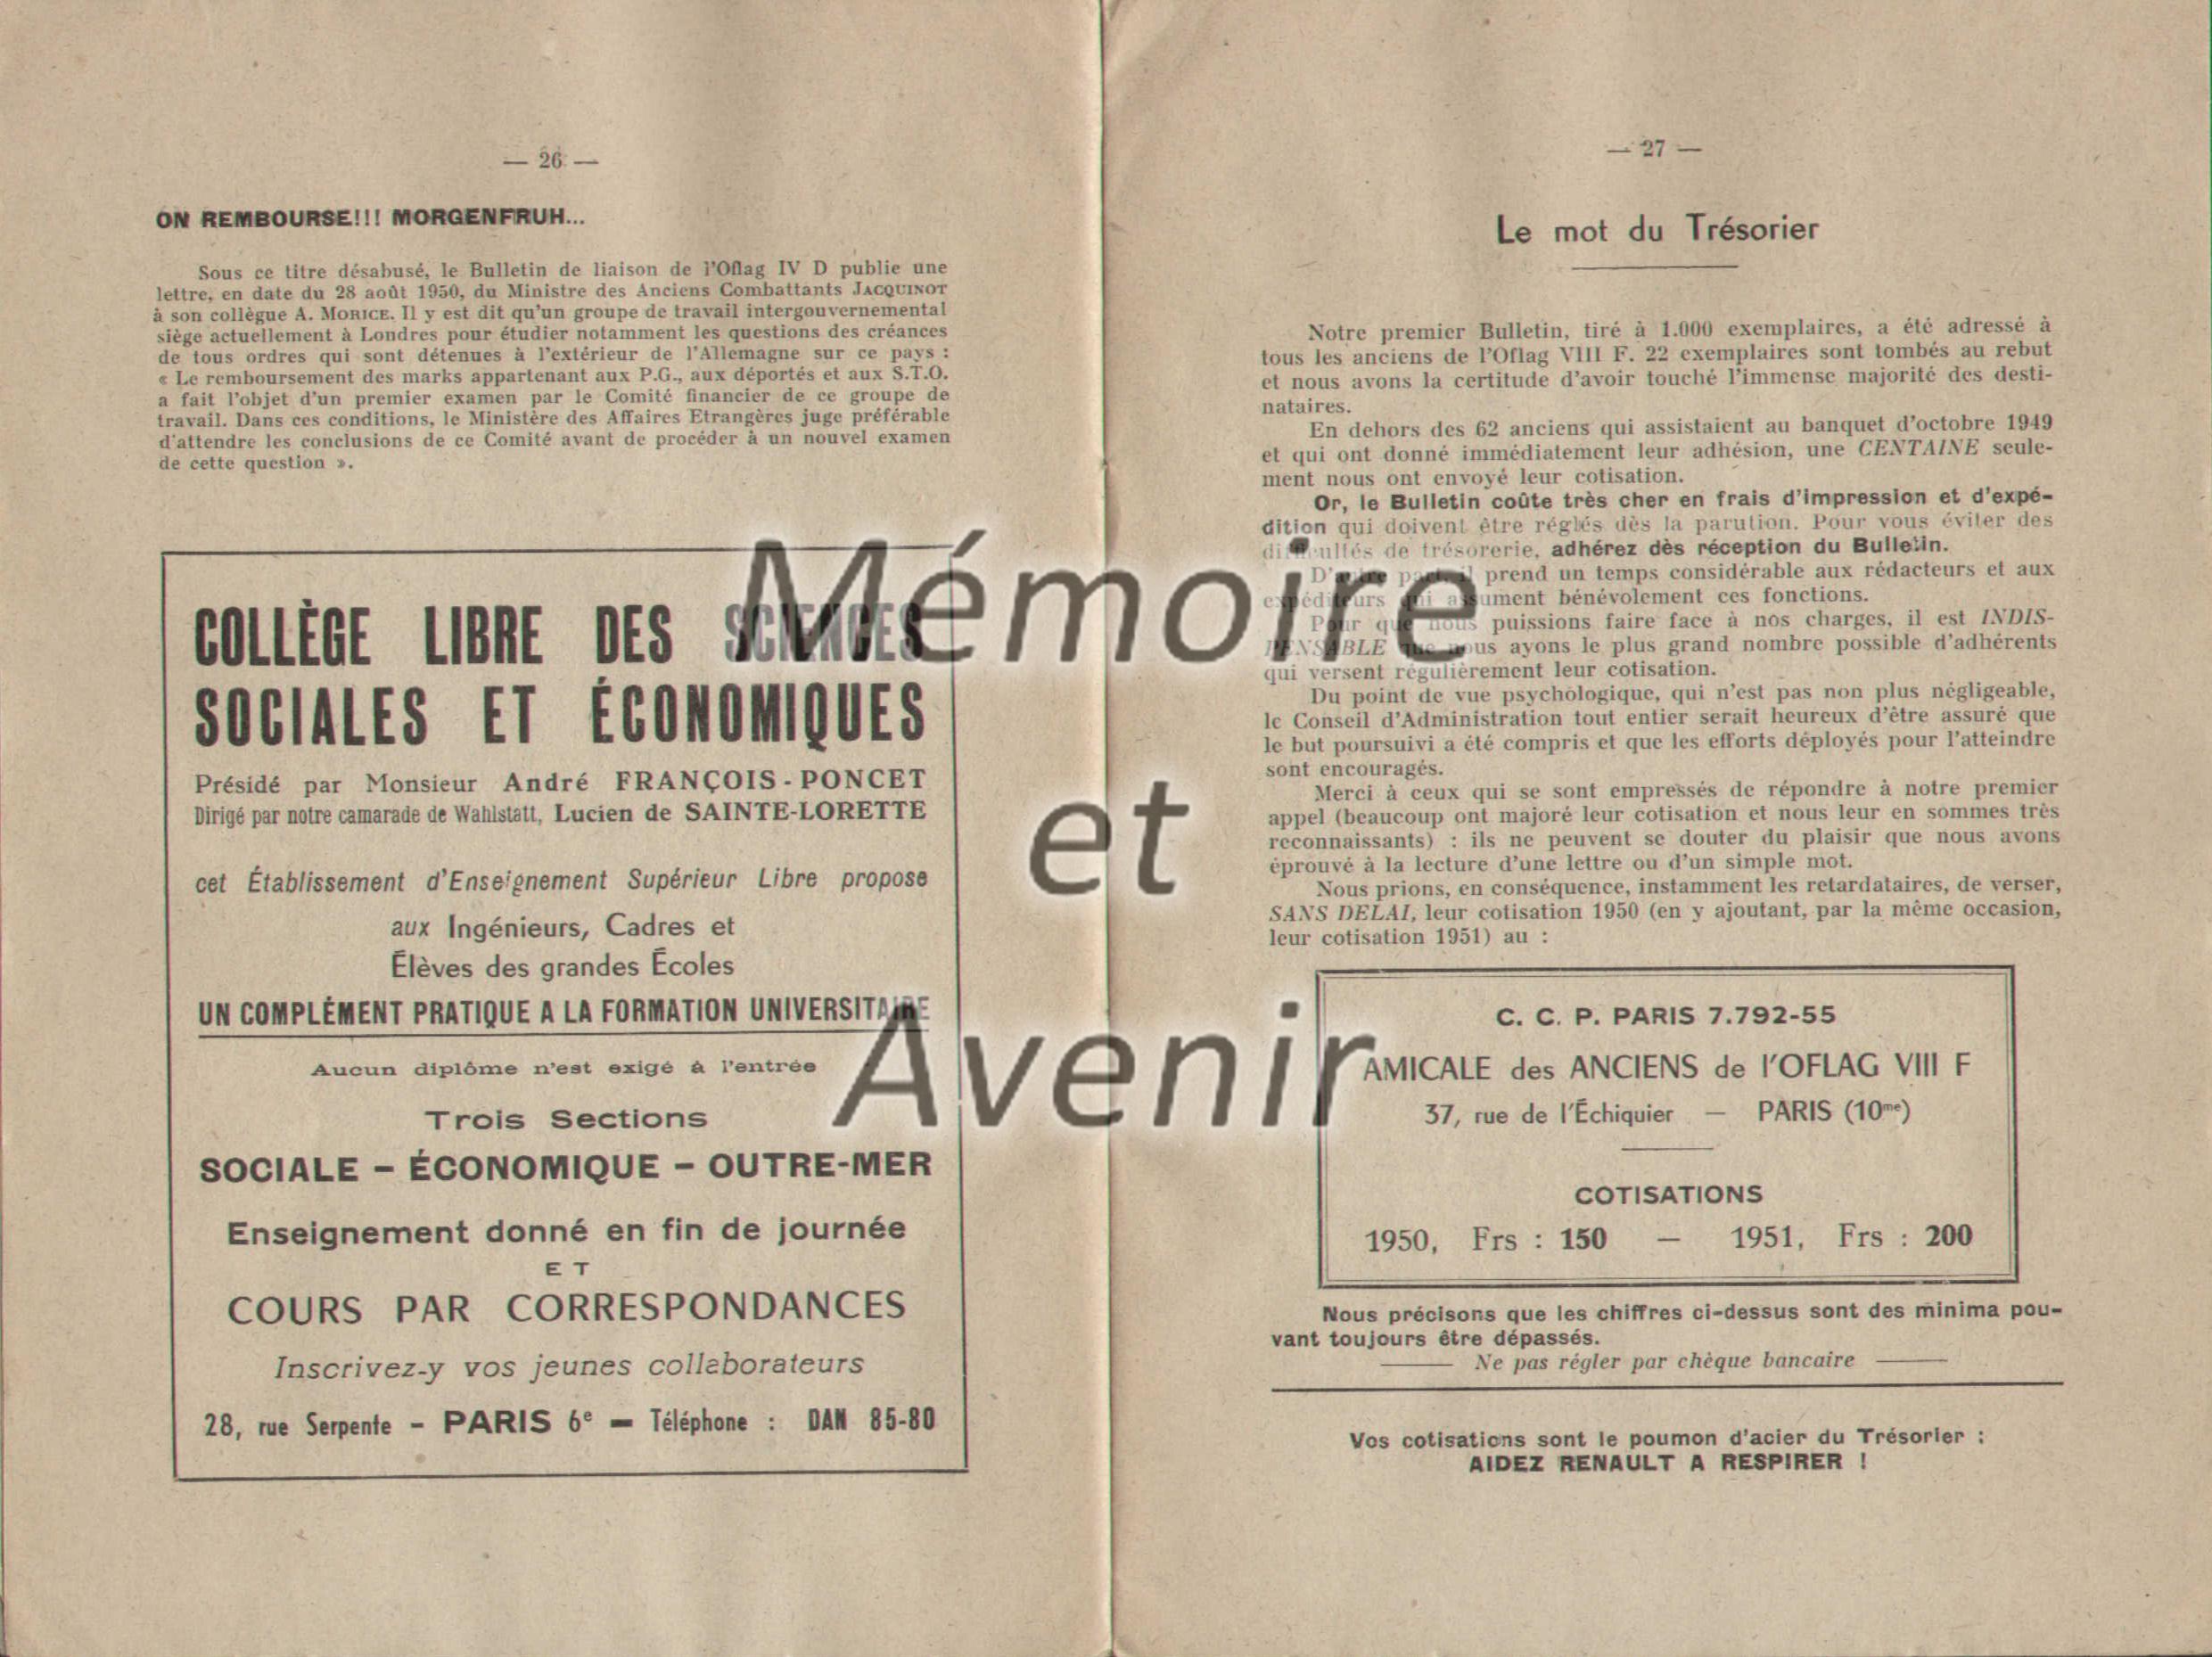 — 26 —
ON REMBOURSE!!! MORGENFRUH...
Sous ce titre désabusé, le Bulletin de liaison de l'Oflag IV D publie une
lettre, en date du 28 août 1950, du Ministre des Anciens Combattants JACQUINOT
à son collègue A. MORICE. Il y est dit qu'un groupe de travail intergouvernemental
siège actuellement à Londres pour étudier notamment les questions des créances
de tous ordres qui sont détenues à l'extérieur de l'Allemagne sur ce pays :
« Le remboursement des marks appartenant aux P.G., aux déportés et aux S.T.O.
a fait l'objet d'un premier examen par le Comité financier de ce groupe de
travail. Dans ces conditions, le Ministère des Affaires Etrangères juge préférable
d'attendre les conclusions de ce Comité avant de procéder à un nouvel examen
de cette question ».
COLLÈGE LIBRE DES SCIENCES
SOCIALES ET ÉCONOMIQUES
Présidé par Monsieur André FRANÇOIS-PONCET
Dirigé par notre camarade de Wahlstatt, Lucien de SAINTE-LORETTE
cet Établissement d'Enseignement Supérieur Libre propose
aux Ingénieurs, Cadres et
Élèves des grandes Écoles
UN COMPLÉMENT PRATIQUE A LA FORMATION UNIVERSITAIRE
Aucun diplôme n'est exigé à l'entrée
Trois Sections
SOCIALE - ÉCONOMIQUE - OUTRE-MER
Enseignement donné en fin de journée
ET
COURS PAR CORRESPONDANCES
Inscrivez-y vos jeunes collaborateurs
28, rue Serpente - PARIS 6e - Téléphone : DAN 85-80
Mémoire
et
Avenir
— 27 —
Le mot du Trésorier
Notre premier Bulletin, tiré à 1.000 exemplaires, a été adressé à
tous les anciens de l'Oflag VIII F. 22 exemplaires sont tombés au rebut
et nous avons la certitude d'avoir touché l'immense majorité des desti-
nataires.
En dehors des 62 anciens qui assistaient au banquet d'octobre 1949
et qui ont donné immédiatement leur adhésion, une CENTAINE seule-
ment nous ont envoyé leur cotisation.
Or, le Bulletin coûte très cher en frais d'impression et d'expé-
dition qui doivent être réglés dès la parution. Pour vous éviter des
difficultés de trésorerie, adhérez dès réception du Bulletin.
prend un temps considérable aux rédacteurs et aux
expéditeurs qui assument bénévolement ces fonctions.
Pour que nous puissions faire face à nos charges, il est INDIS-
PENSABLE que nous ayons le plus grand nombre possible d'adhérents
qui versent régulièrement leur cotisation.
Du point de vue psychologique, qui n'est pas non plus négligeable,
le Conseil d'Administration tout entier serait heureux d'être assuré que
le but poursuivi a été compris et que les efforts déployés pour l'atteindre
sont encouragés.
Merci à ceux qui se sont empressés de répondre à notre premier
appel (beaucoup ont majoré leur cotisation et nous leur en sommes très
reconnaissants) : ils ne peuvent se douter du plaisir que nous avons
éprouvé à la lecture d'une lettre ou d'un simple mot.
Nous prions, en conséquence, instamment les retardataires, de verser,
SANS DELAI, leur cotisation 1950 (en y ajoutant, par la même occasion,
leur cotisation 1951) au :
C. C. P. PARIS 7.792-55
AMICALE des ANCIENS de l'OFLAG VIII F
37, rue de l'Échiquier — PARIS (10me)
COTISATIONS
1950, Frs : 150 — 1951, Frs : 200
Nous précisons que les chiffres ci-dessus sont des minima pou-
vant toujours être dépassés.
Ne pas régler par chèque bancaire
Vos cotisations sont le poumon d'acier du Trésorier :
AIDEZ RENAULT A RESPIRER !